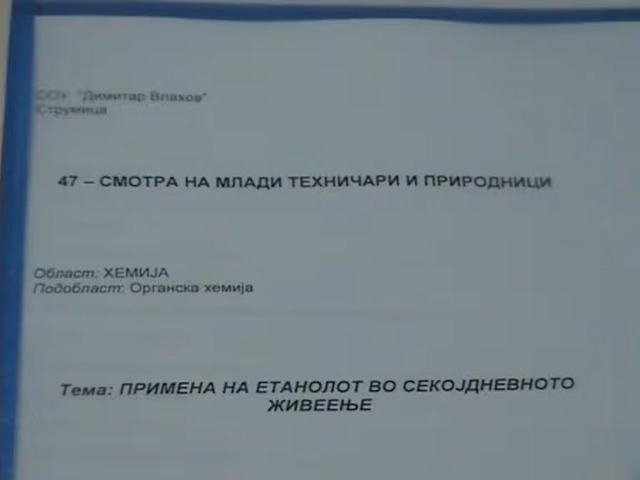 СОУ "Димитар Влахов"
Струмица
47 – СМОТРА НА МЛАДИ ТЕХНИЧАРИ И ПРИРОДНИЦИ
Област: ХЕМИЈА
Подобласт: Органска хемија
Тема: ПРИМЕНА НА ЕТАНОЛОТ ВО СЕКОЈДНЕВНОТО
ЖИВЕЕЊЕ